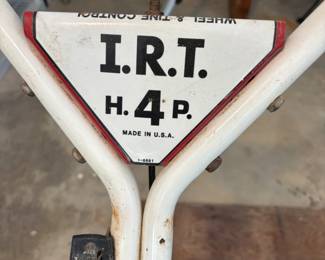 WHEEL & TINE CONTROL
I.R.T.
H. 4 P.
MADE IN U.S.A.